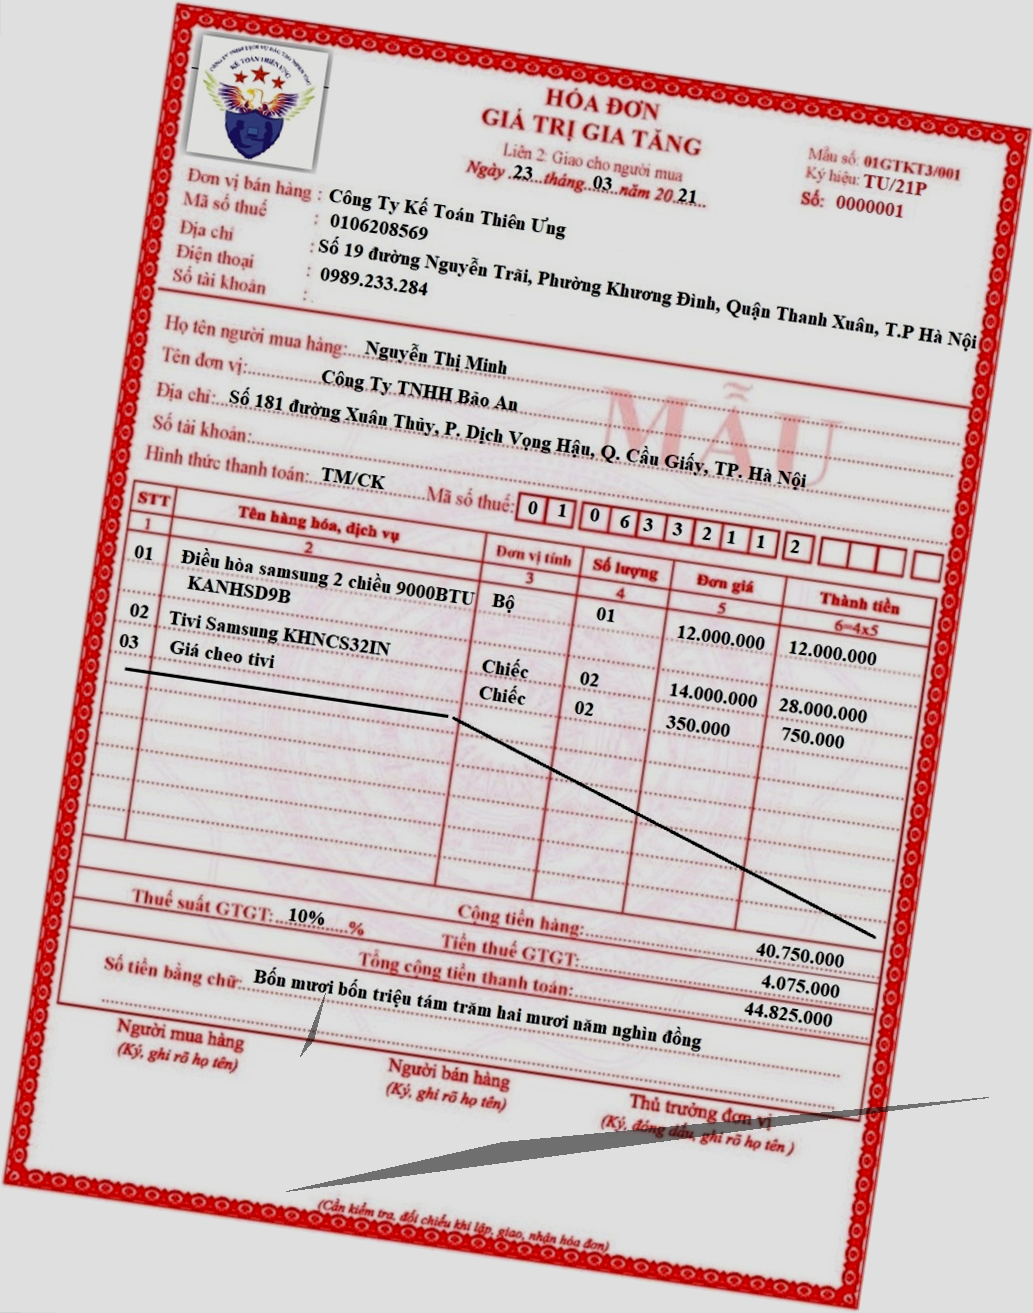 CÔNG TY TNHH DỊCH VỤ ĐÀO TẠO
KẾ TOÁN THIÊN ƯNG
HÓA ĐƠN
GIÁ TRỊ GIA TĂNG
Liên 2: Giao cho người mua
Ngày 23 tháng 03 năm 20 21
Mẫu số: 01GTKT3/001
Ký hiệu: TU/21P
Số: 0000001
Đơn vị bán hàng : Công Ty Kế Toán Thiên Ưng
Mã số thuế : 0106208569
Địa chỉ : Số 19 đường Nguyễn Trãi, Phường Khương Đình, Quận Thanh Xuân, T.P Hà Nội
Điện thoại : 0989.233.284
Số tài khoản :
Họ tên người mua hàng: Nguyễn Thị Minh
Tên đơn vị: Công Ty TNHH Bảo An
MẪU
Địa chỉ: Số 181 đường Xuân Thủy, P. Dịch Vọng Hậu, Q. Cầu Giấy, TP. Hà Nội
Số tài khoản:
Hình thức thanh toán: TM/CK Mã số thuế: 0 1 0 6 3 3 2 1 1 2
STT Tên hàng hóa, dịch vụ Đơn vị tính Số lượng Đơn giá Thành tiền
1 2 3 4 5 6=4x5
01 Điều hòa samsung 2 chiều 9000BTU Bộ 01 12.000.000 12.000.000
KANHSD9B
02 Tivi Samsung KHNCS32IN Chiếc 02 14.000.000 28.000.000
03 Giá cheo tivi Chiếc 02 350.000 750.000
Cộng tiền hàng: 40.750.000
Thuế suất GTGT: 10% % Tiền thuế GTGT: 4.075.000
Tổng cộng tiền thanh toán: 44.825.000
Số tiền bằng chữ: Bốn mươi bốn triệu tám trăm hai mươi năm nghìn đồng
Người mua hàng Người bán hàng Thủ trưởng đơn vị
(Ký, ghi rõ họ tên) (Ký, ghi rõ họ tên) (Ký, đóng dấu, ghi rõ họ tên )
(Cần kiểm tra, đối chiếu khi lập, giao, nhận hóa đơn)